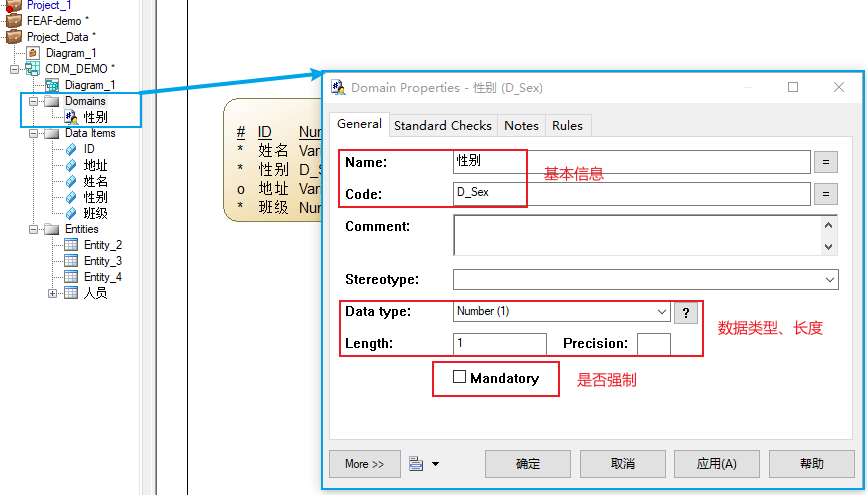 Project_1
FEAF-demo *
Project_Data *
Diagram_1
CDM_DEMO *
Diagram_1
Domains
性别
Data Items
ID
地址
姓名
性别
班级
Entities
Entity_2
Entity_3
Entity_4
人员
# ID Num
* 姓名 Var
* 性别 D_S
o 地址 Var
* 班级 Num
Domain Properties - 性别 (D_Sex)
General Standard Checks Notes Rules
Name: 性别 =
基本信息
Code: D_Sex =
Comment:
Stereotype:
Data type: Number (1) ?
数据类型、长度
Length: 1 Precision:
Mandatory
是否强制
More >> 确定 取消 应用(A) 帮助